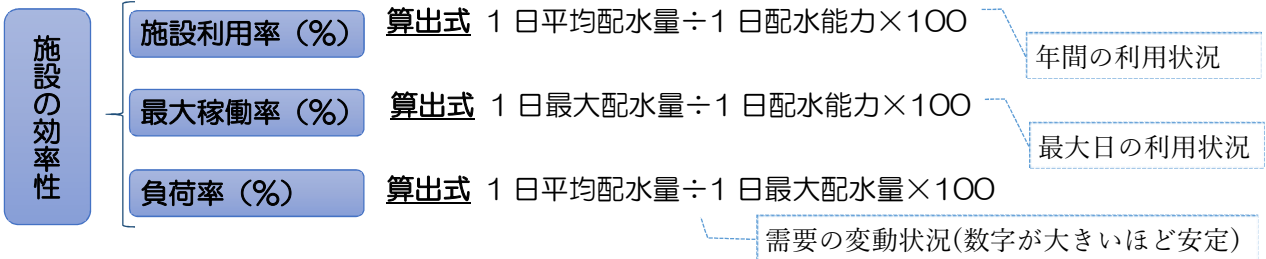 施設の効率性
施設利用率（％） 算出式 １日平均配水量÷１日配水能力×１００
年間の利用状況
最大稼働率（％） 算出式 １日最大配水量÷１日配水能力×１００
最大日の利用状況
負荷率（％） 算出式 １日平均配水量÷１日最大配水量×１００
需要の変動状況(数字が大きいほど安定)